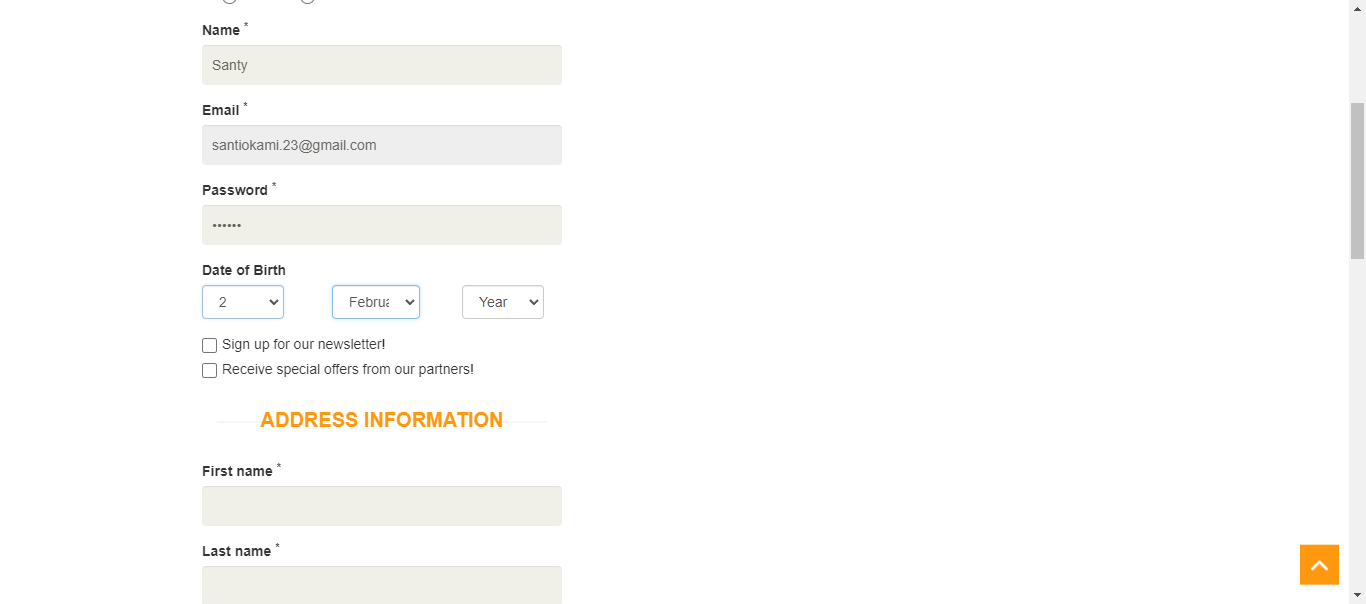 Name *
Santy
Email *
santiokami.23@gmail.com
Password *
••••••
Date of Birth
2 Februa Year
Sign up for our newsletter!
Receive special offers from our partners!
ADDRESS INFORMATION
First name *
Last name *